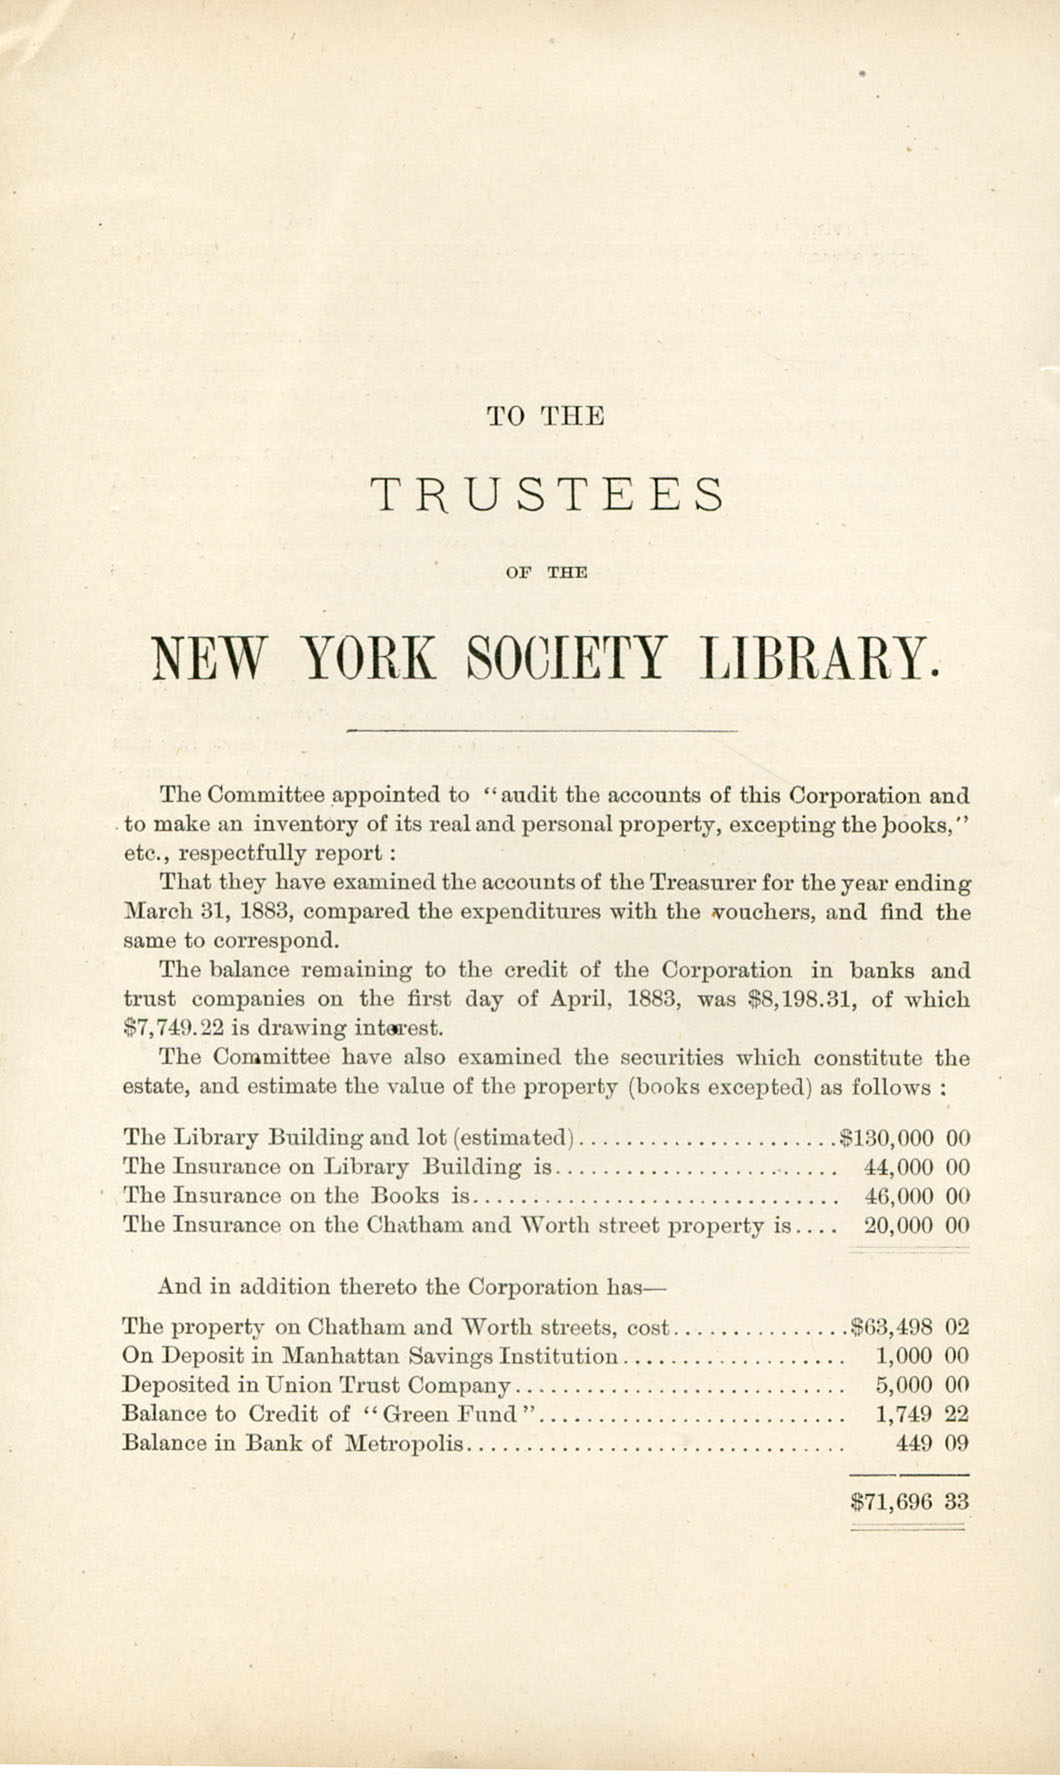 TO THE
TRUSTEES
OF THE
NEW YORK SOCIETY LIBRARY.
The Committee appointed to “audit the accounts of this Corporation and
to make an inventory of its real and personal property, excepting the books,”
etc., respectfully report :
That they have examined the accounts of the Treasurer for the year ending
March 31, 1883, compared the expenditures with the vouchers, and find the
same to correspond.
The balance remaining to the credit of the Corporation in banks and
trust companies on the first day of April, 1883, was $8,198.31, of which
$7,749.22 is drawing interest.
The Committee have also examined the securities which constitute the
estate, and estimate the value of the property (books excepted) as follows :
The Library Building and lot (estimated)......................$130,000 00
The Insurance on Library Building is........................ 44,000 00
The Insurance on the Books is............................... 46,000 00
The Insurance on the Chatham and Worth street property is.... 20,000 00
And in addition thereto the Corporation has—
The property on Chatham and Worth streets, cost...............$63,498 02
On Deposit in Manhattan Savings Institution................... 1,000 00
Deposited in Union Trust Company............................ 5,000 00
Balance to Credit of “Green Fund”.......................... 1,749 22
Balance in Bank of Metropolis................................ 449 09
$71,696 33